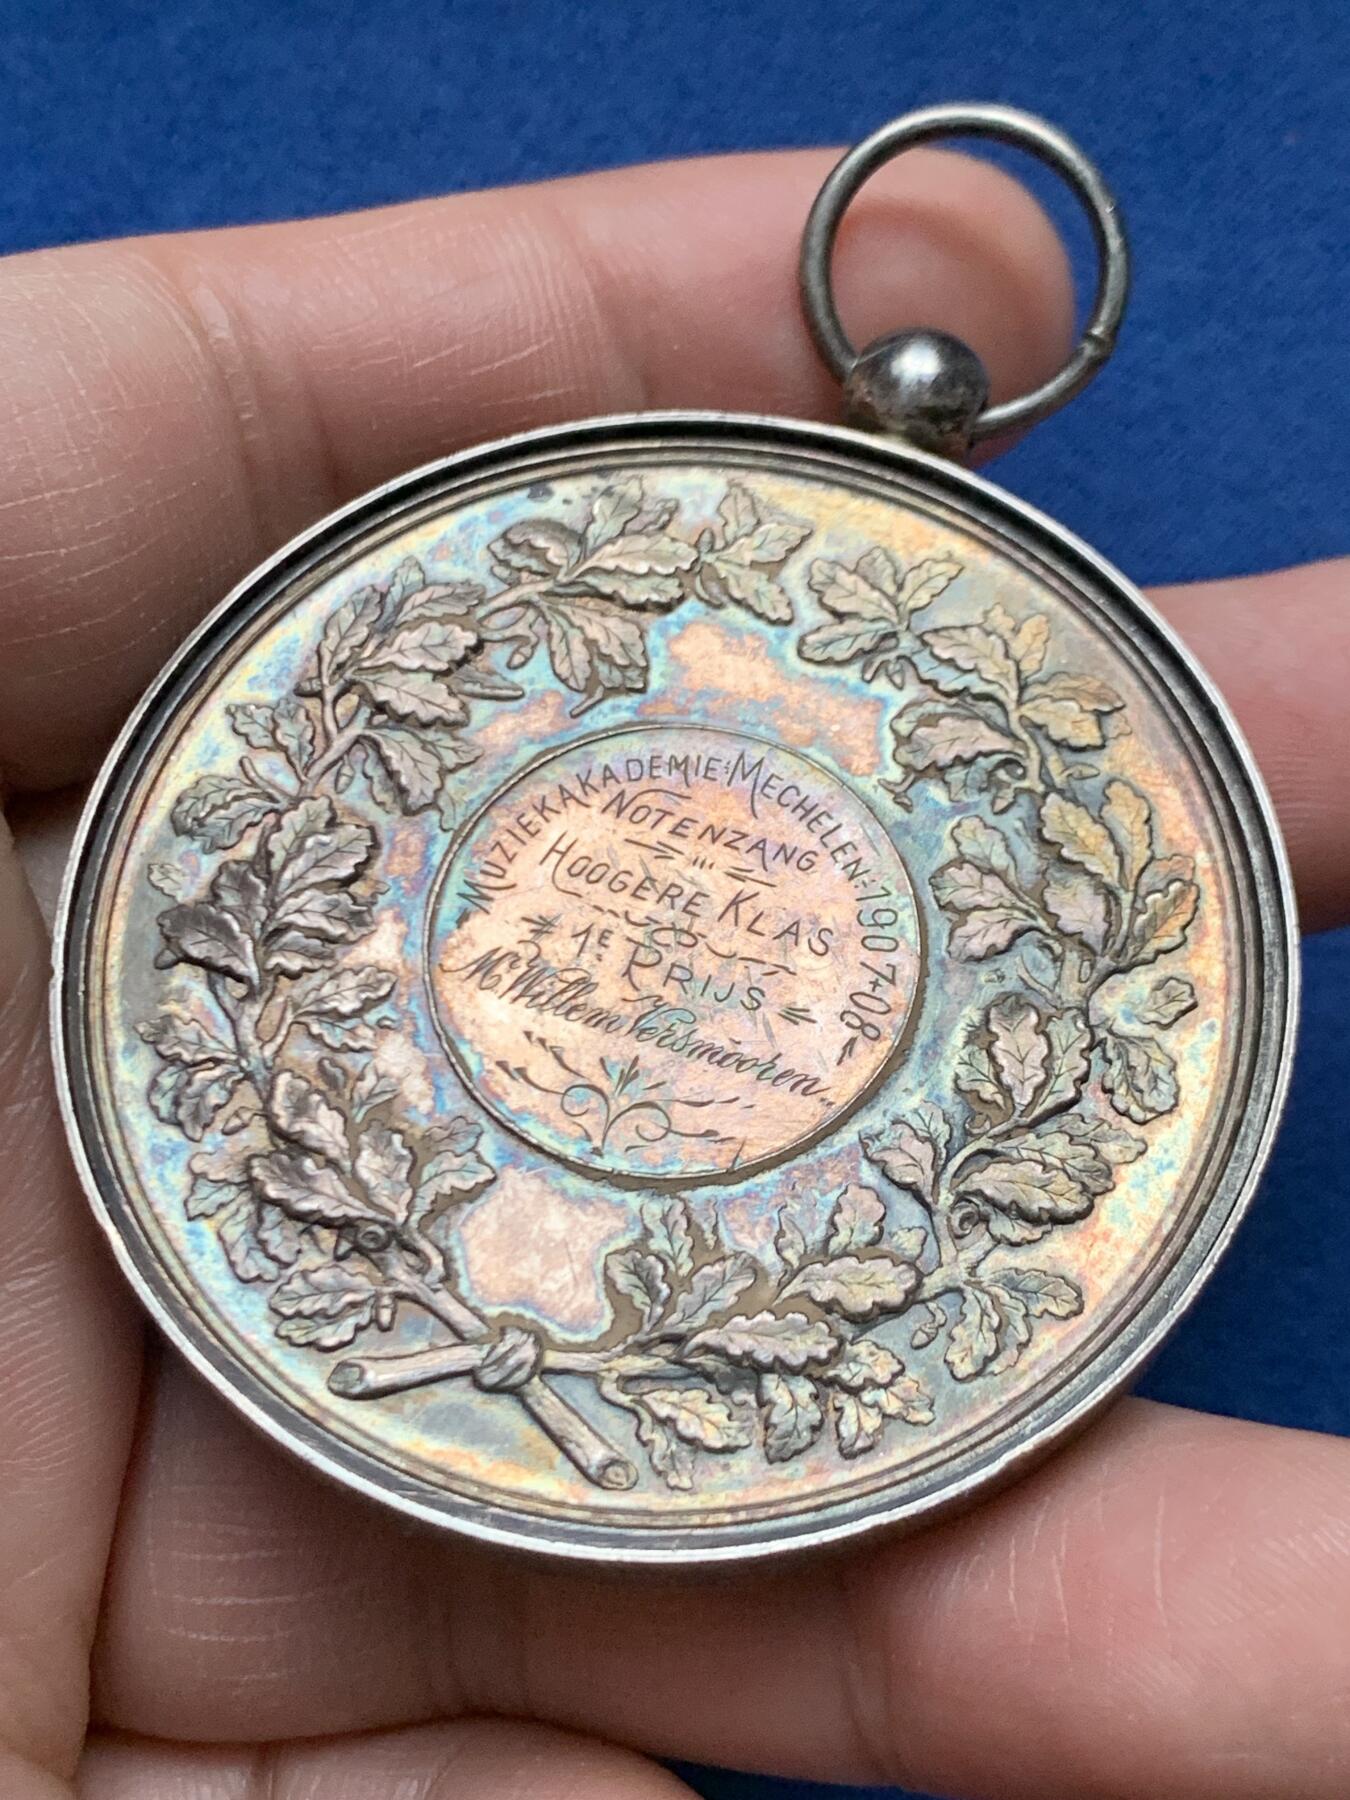 MUZIEKAKADEMIE: MECHELEN: 1907+08
NOTENZANG
HOOGERE KLAS
1E PRIJS
Mr Willem Versmooren